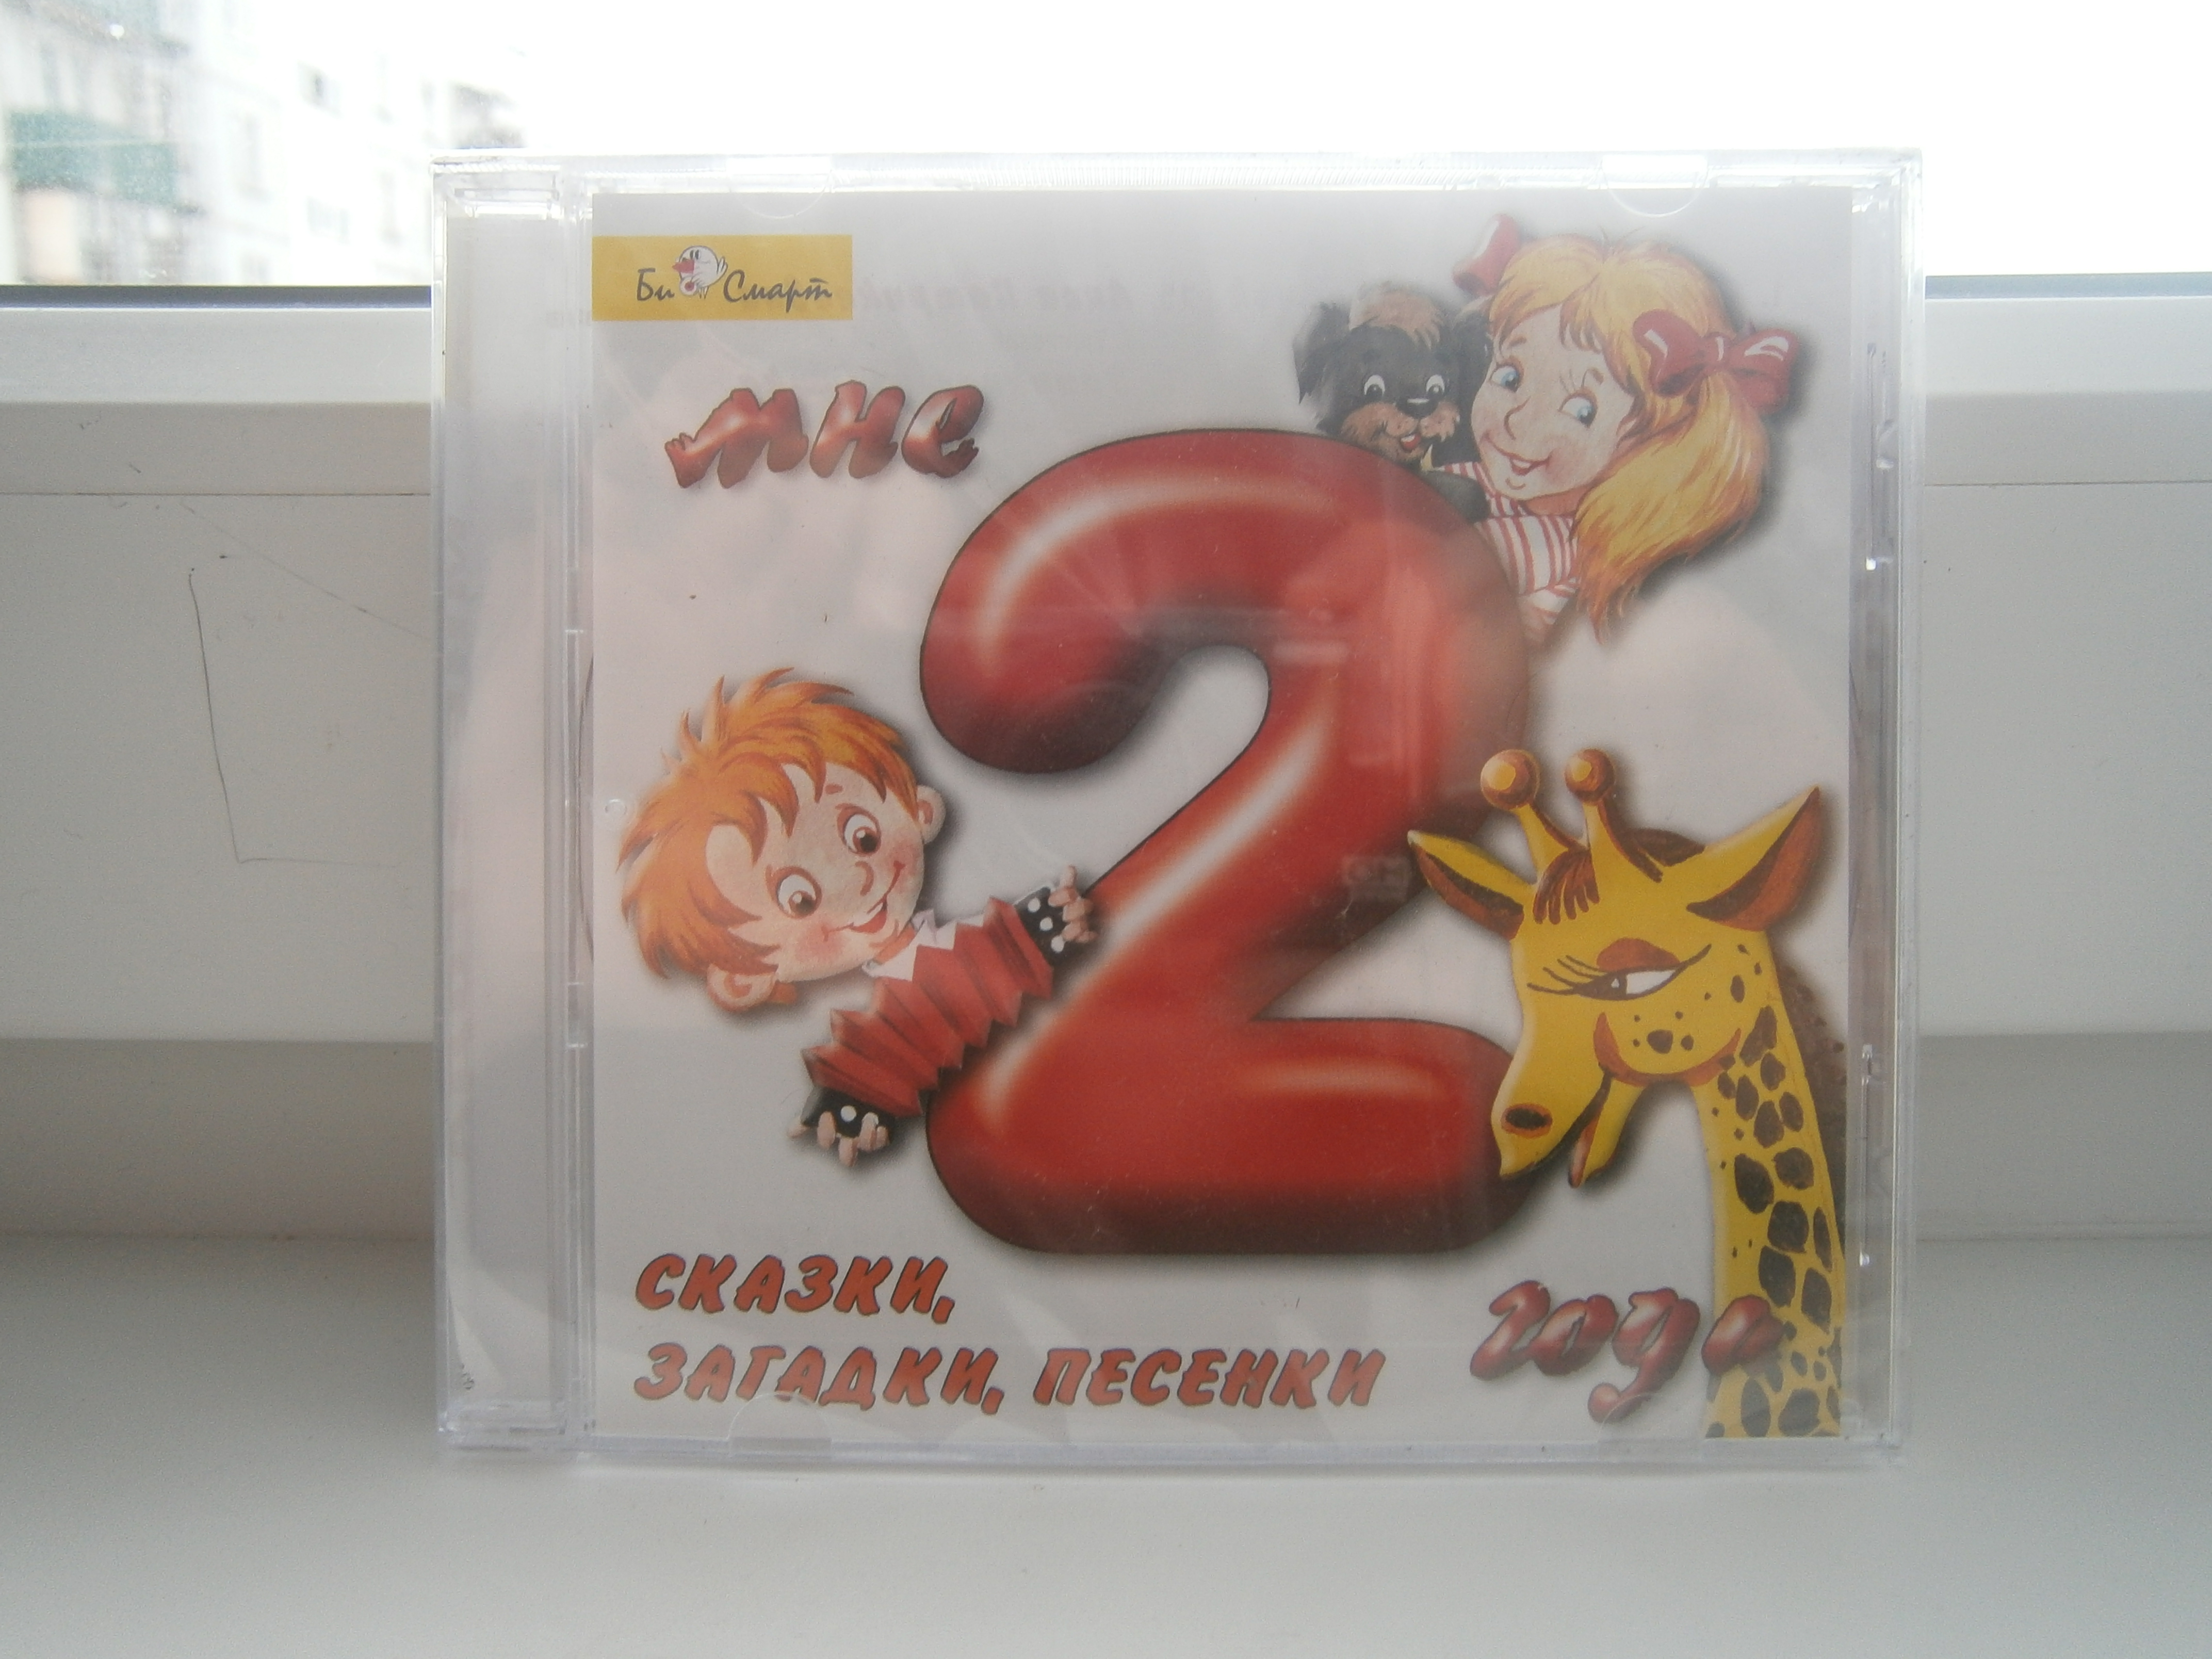 Би Смарт
мне
2
года
СКАЗКИ,
ЗАГАДКИ, ПЕСЕНКИ